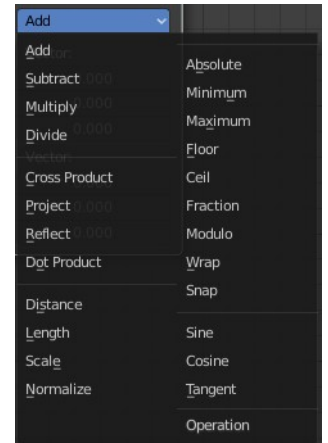 Add
Add
Subtract
Multiply
Divide
Cross Product
Project
Reflect
Dot Product
Distance
Length
Scale
Normalize
Absolute
Minimum
Maximum
Floor
Ceil
Fraction
Modulo
Wrap
Snap
Sine
Cosine
Tangent
Operation